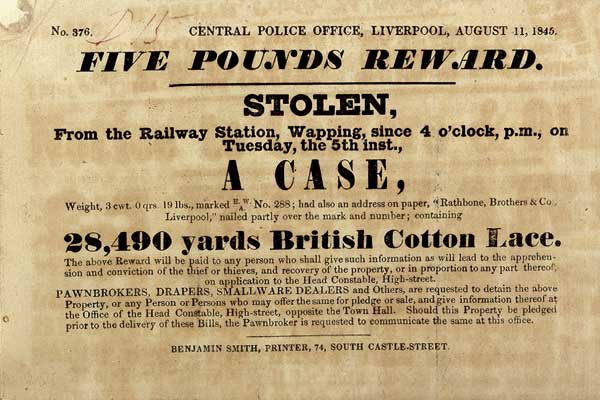 No. 376. CENTRAL POLICE OFFICE, LIVERPOOL, AUGUST 11, 1845.
FIVE POUNDS REWARD.
STOLEN,
From the Railway Station, Wapping, since 4 o'clock, p.m., on
Tuesday, the 5th inst.,
A CASE,
Weight, 3 cwt. 0 qrs. 19 lbs., marked E. W. A. No. 288; had also an address on paper, "Rathbone, Brothers & Co.,
Liverpool," nailed partly over the mark and number; containing
28,490 yards British Cotton Lace.
The above Reward will be paid to any person who shall give such information as will lead to the apprehen-
sion and conviction of the thief or thieves, and recovery of the property, or in proportion to any part thereof,
on application to the Head Constable, High-street.
PAWNBROKERS, DRAPERS, SMALLWARE DEALERS and Others, are requested to detain the above
Property, or any Person or Persons who may offer the same for pledge or sale, and give information thereof at
the Office of the Head Constable, High-street, opposite the Town Hall. Should this Property be pledged
prior to the delivery of these Bills, the Pawnbroker is requested to communicate the same at this office.
BENJAMIN SMITH, PRINTER, 74, SOUTH CASTLE-STREET.